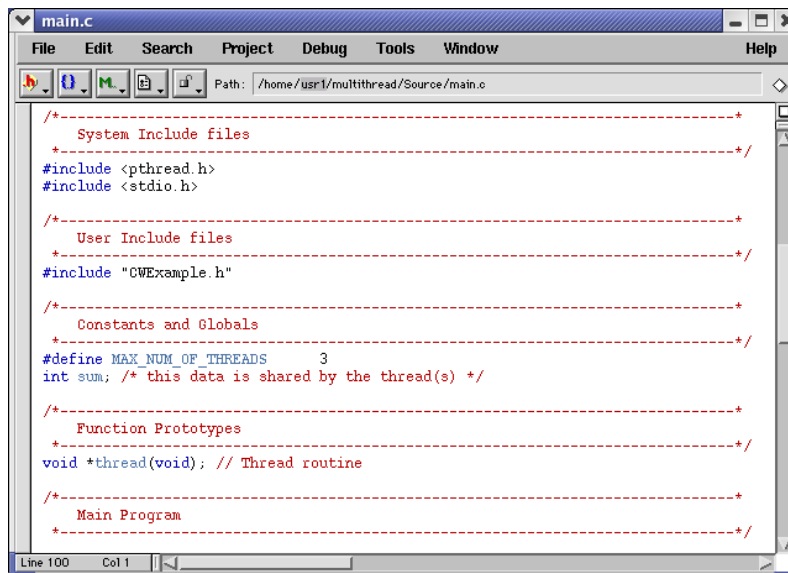 main.c
File Edit Search Project Debug Tools Window Help
h {} M Path: /home/usr1/multithread/Source/main.c
/*----------------------------------------------------------------------------*
System Include files
*----------------------------------------------------------------------------*/
#include <pthread.h>
#include <stdio.h>
/*----------------------------------------------------------------------------*
User Include files
*----------------------------------------------------------------------------*/
#include "CWExample.h"
/*----------------------------------------------------------------------------*
Constants and Globals
*----------------------------------------------------------------------------*/
#define MAX_NUM_OF_THREADS 3
int sum; /* this data is shared by the thread(s) */
/*----------------------------------------------------------------------------*
Function Prototypes
*----------------------------------------------------------------------------*/
void *thread(void); // Thread routine
/*----------------------------------------------------------------------------*
Main Program
*----------------------------------------------------------------------------*/
Line 100 Col 1